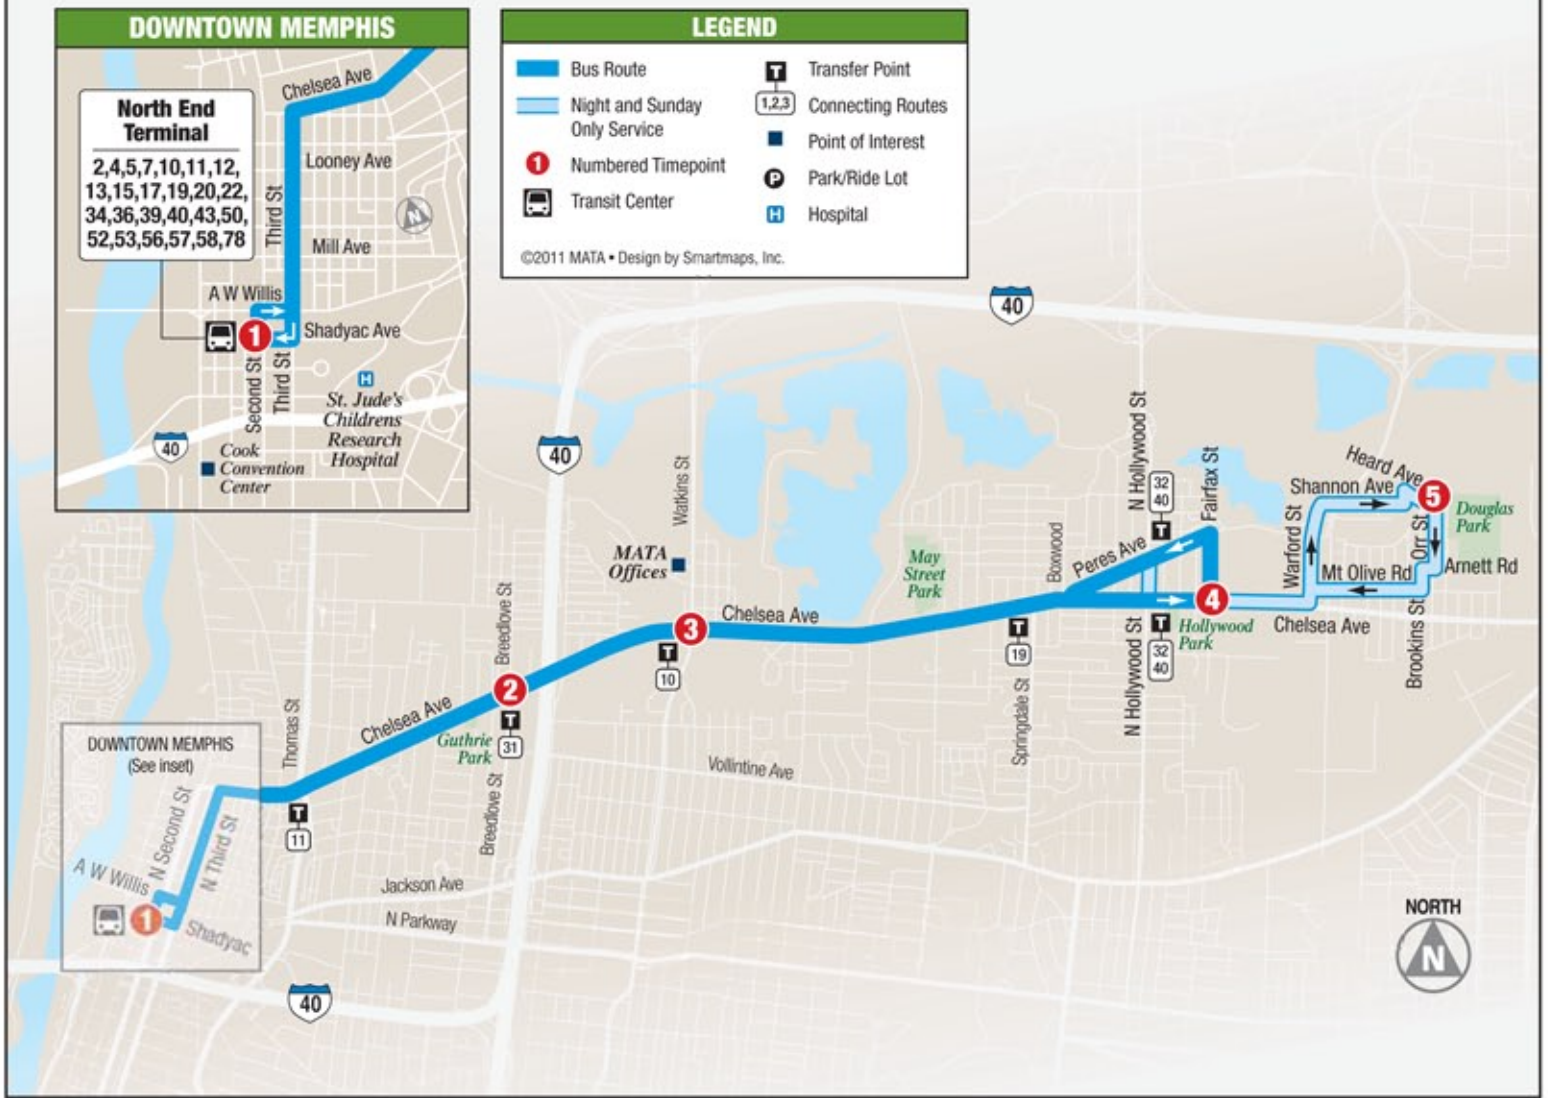 DOWNTOWN MEMPHIS
Chelsea Ave
North End
Terminal
2,4,5,7,10,11,12,
13,15,17,19,20,22,
34,36,39,40,43,50,
52,53,56,57,58,78
Looney Ave
Third St
N
Mill Ave
A W Willis
1
Shadyac Ave
Second St
Third St
H
St. Jude's
Childrens
Research
Hospital
40
Cook
Convention
Center
LEGEND
Bus Route
Night and Sunday
Only Service
1 Numbered Timepoint
Transit Center
T Transfer Point
1,2,3 Connecting Routes
Point of Interest
P Park/Ride Lot
H Hospital
©2011 MATA • Design by Smartmaps, Inc.
40
40
Watkins St
MATA
Offices
3
T
10
Chelsea Ave
May
Street
Park
Boxwood
Peres Ave
N Hollywood St
32
40
T
Fairfax St
4
Hollywood
Park
T
32
40
N Hollywood St
T
19
Springdale St
Warford St
Shannon Ave
Heard Ave
5
Douglas
Park
Orr St
Mt Olive Rd
Arnett Rd
Chelsea Ave
Brookins St
Breedlove St
2
T
31
Guthrie
Park
Breedlove St
Chelsea Ave
Thomas St
T
11
Vollintine Ave
Jackson Ave
N Parkway
40
DOWNTOWN MEMPHIS
(See inset)
N Second St
N Third St
A W Willis
1
Shadyac
NORTH
N